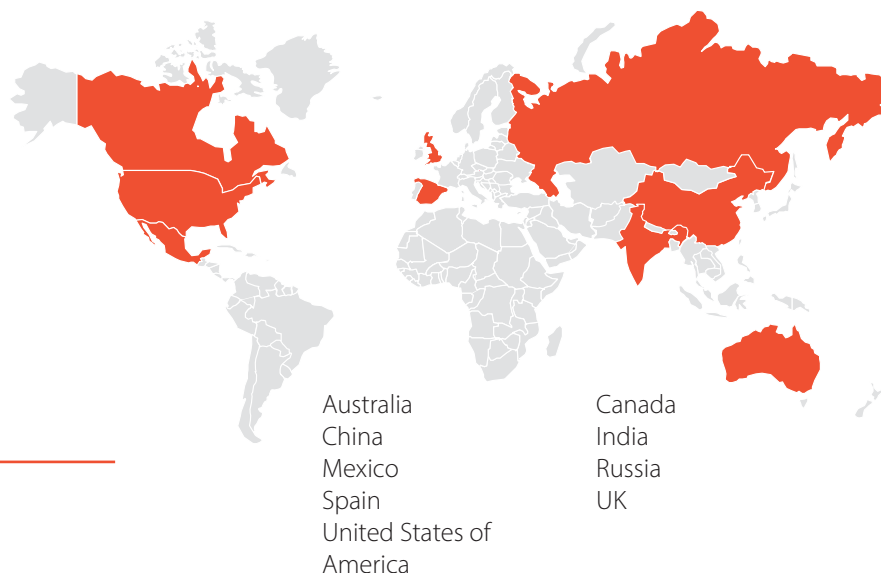 Australia
China
Mexico
Spain
United States of
America
Canada
India
Russia
UK